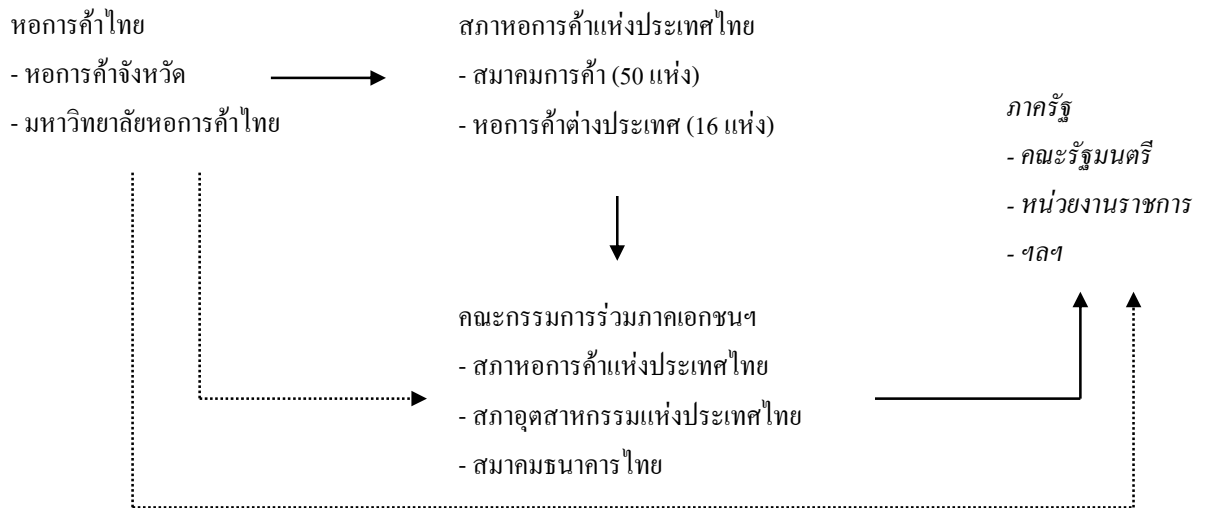 หอการค้าไทย
- หอการค้าจังหวัด
- มหาวิทยาลัยหอการค้าไทย
สภาหอการค้าแห่งประเทศไทย
- สมาคมการค้า (50 แห่ง)
- หอการค้าต่างประเทศ (16 แห่ง)
ภาครัฐ
- คณะรัฐมนตรี
- หน่วยงานราชการ
- ฯลฯ
คณะกรรมการร่วมภาคเอกชนฯ
- สภาหอการค้าแห่งประเทศไทย
- สภาอุตสาหกรรมแห่งประเทศไทย
- สมาคมธนาคารไทย